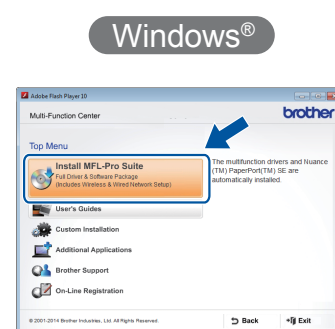 Windows®
Adobe Flash Player 10
Multi-Function Center
brother
Top Menu
Install MFL-Pro Suite
Full Driver & Software Package
(Includes Wireless & Wired Network Setup)
The multifunction drivers and Nuance
(TM) PaperPort(TM) SE are
automatically installed.
User's Guides
Custom Installation
Additional Applications
Brother Support
On-Line Registration
© 2001-2014 Brother Industries, Ltd. All Rights Reserved.
Back
Exit